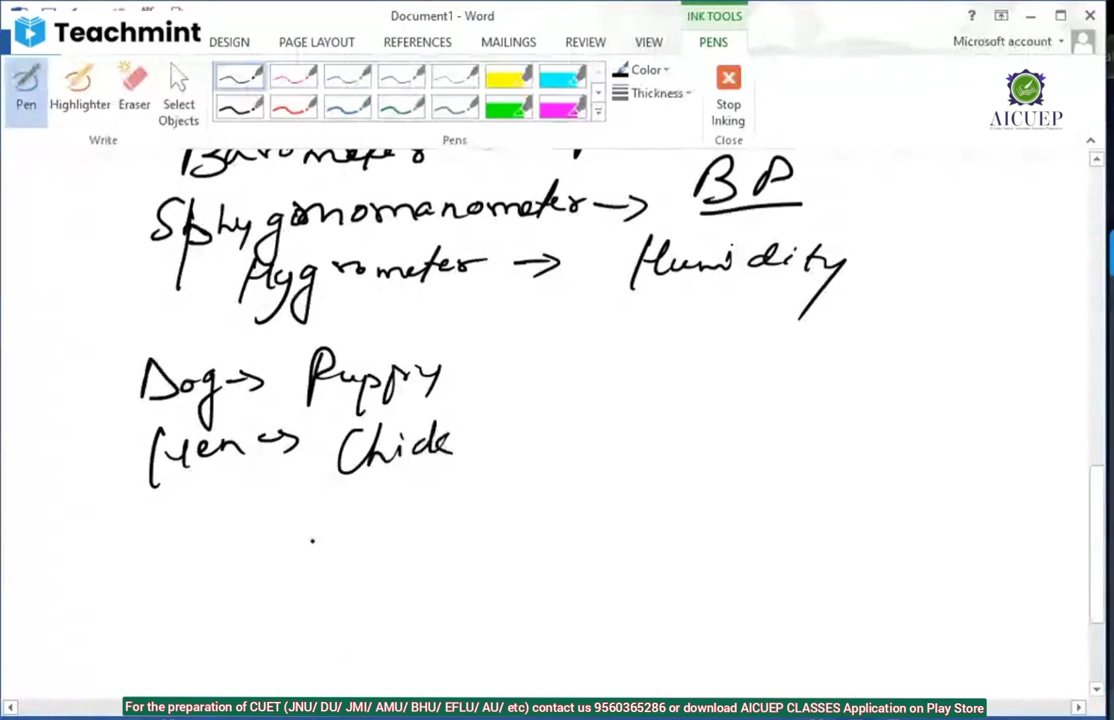 Document1 - Word
INK TOOLS
Teachmint
DESIGN PAGE LAYOUT REFERENCES MAILINGS REVIEW VIEW PENS
Microsoft account
Pen Highlighter Eraser Select Objects
Color
Thickness
Stop Inking
Write Pens Close
AICUEP
Barometer
Sphygmomanometer → BP
Hygrometer → Humidity
Dog → Puppy
Hen → Chick
For the preparation of CUET (JNU/ DU/ JMI/ AMU/ BHU/ EFLU/ AU/ etc) contact us 9560365286 or download AICUEP CLASSES Application on Play Store